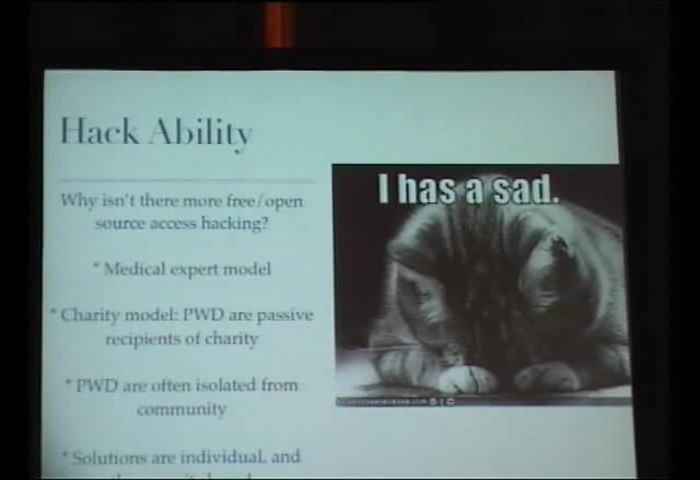 Hack Ability
Why isn't there more free/open
source access hacking?
* Medical expert model
* Charity model: PWD are passive
recipients of charity
* PWD are often isolated from
community
* Solutions are individual, and
I has a sad.